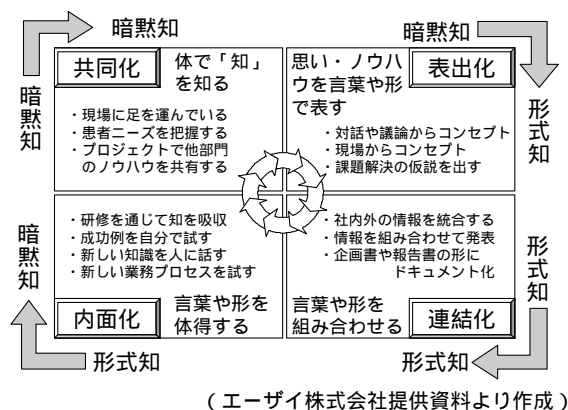 暗黙知
暗黙知
共同化
体で「知」
を知る
・現場に足を運んでいる
・患者ニーズを把握する
・プロジェクトで他部門
のノウハウを共有する
思い・ノウハ
ウを言葉や形
で表す
表出化
・対話や議論からコンセプト
・現場からコンセプト
・課題解決の仮説を出す
暗黙知
形式知
・研修を通じて知を吸収
・成功例を自分で試す
・新しい知識を人に話す
・新しい業務プロセスを試す
内面化
言葉や形を
体得する
・社内外の情報を統合する
・情報を組み合わせて発表
・企画書や報告書の形に
ドキュメント化
言葉や形を
組み合わせる
連結化
暗黙知
形式知
形式知
形式知
(エーザイ株式会社提供資料より作成)